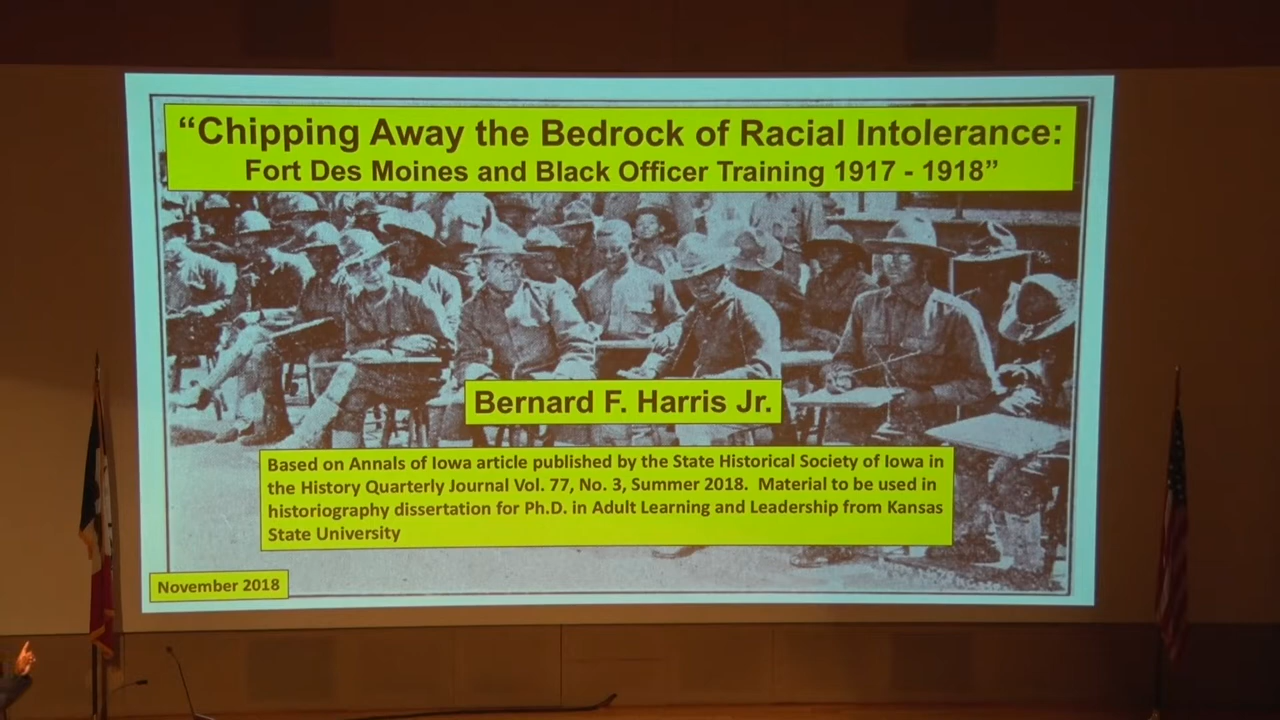 “Chipping Away the Bedrock of Racial Intolerance:
Fort Des Moines and Black Officer Training 1917 - 1918”
Bernard F. Harris Jr.
Based on Annals of Iowa article published by the State Historical Society of Iowa in
the History Quarterly Journal Vol. 77, No. 3, Summer 2018.  Material to be used in
historiography dissertation for Ph.D. in Adult Learning and Leadership from Kansas
State University
November 2018